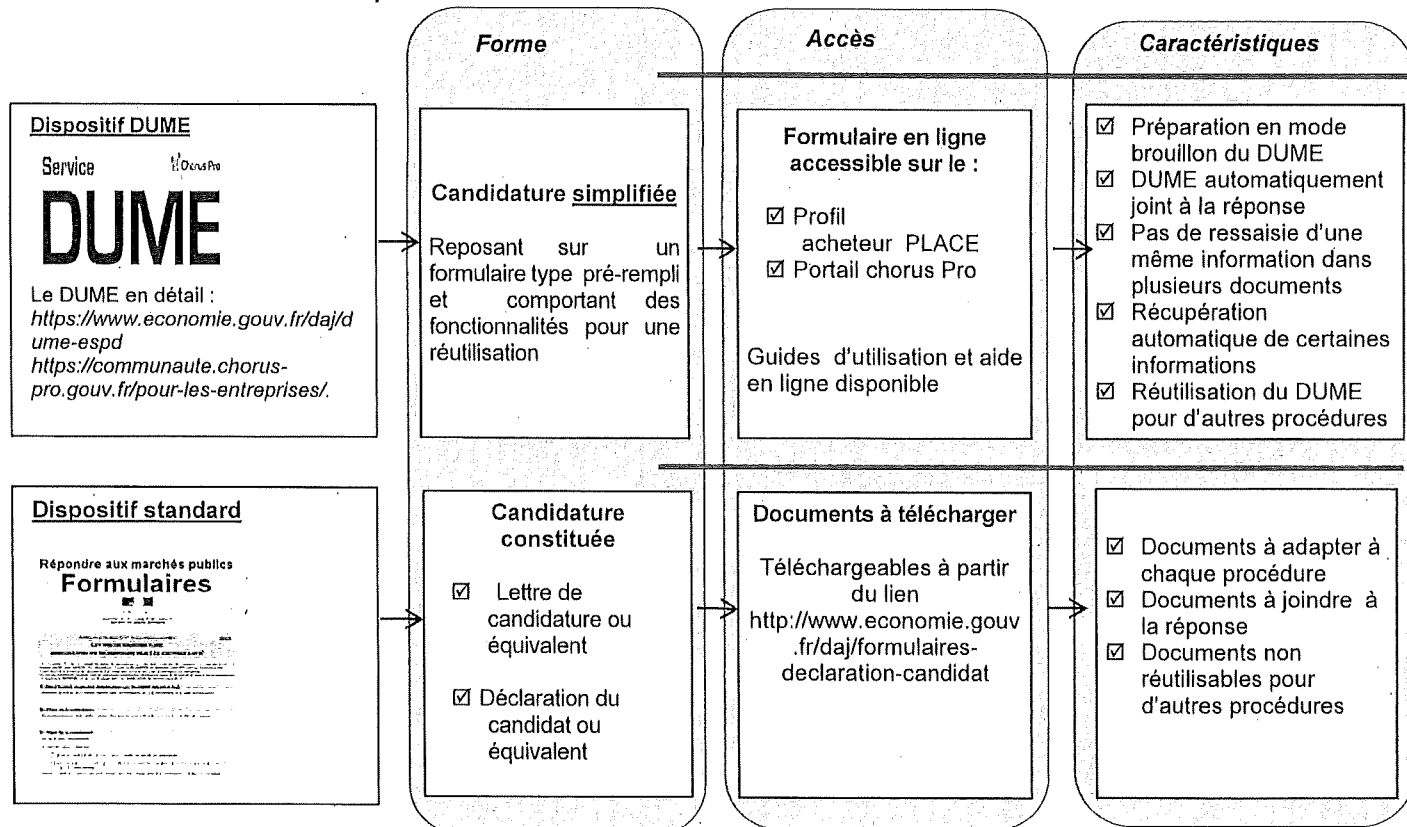 Forme
Accès
Caractéristiques
Dispositif DUME
Service
DUME
Le DUME en détail :
https://www.economie.gouv.fr/daj/d
ume-espd
https://communaute.chorus-
pro.gouv.fr/pour-les-entreprises/.
Candidature simplifiée
Reposant sur un
formulaire type pré-rempli
et comportant des
fonctionnalités pour une
réutilisation
Formulaire en ligne
accessible sur le :
☑ Profil
acheteur PLACE
☑ Portail chorus Pro
Guides d'utilisation et aide
en ligne disponible
☑ Préparation en mode
brouillon du DUME
☑ DUME automatiquement
joint à la réponse
☑ Pas de ressaisie d'une
même information dans
plusieurs documents
☑ Récupération
automatique de certaines
informations
☑ Réutilisation du DUME
pour d'autres procédures
Dispositif standard
Répondre aux marchés publics
Formulaires
Candidature
constituée
☑ Lettre de
candidature ou
équivalent
☑ Déclaration du
candidat ou
équivalent
Documents à télécharger
Téléchargeables à partir
du lien
http://www.economie.gouv
.fr/daj/formulaires-
declaration-candidat
☑ Documents à adapter à
chaque procédure
☑ Documents à joindre à
la réponse
☑ Documents non
réutilisables pour
d'autres procédures